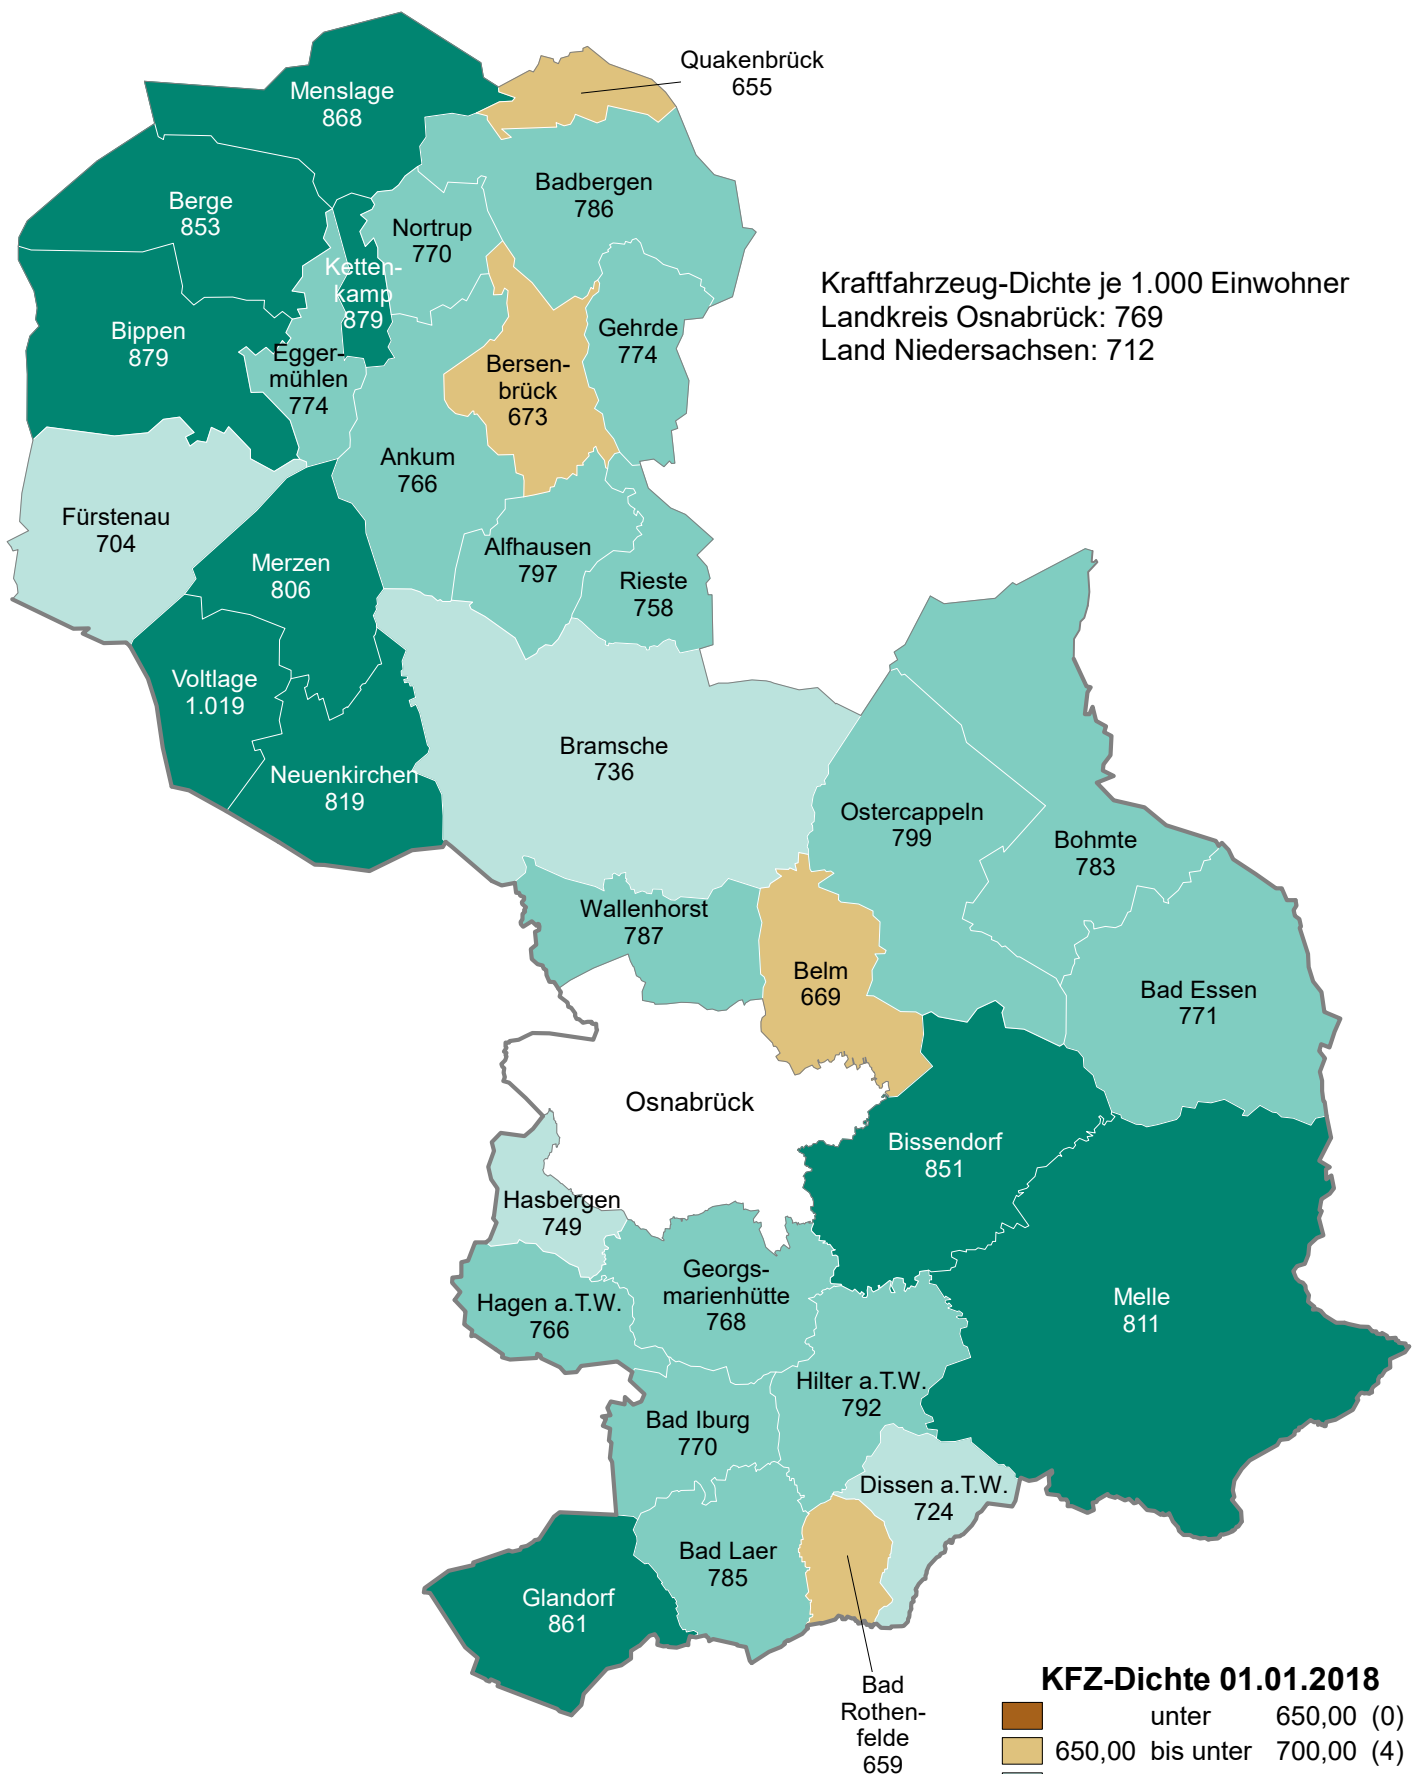 Quakenbrück
655
Menslage
868
Badbergen
786
Berge
853
Nortrup
770
Ketten-
kamp
879
Kraftfahrzeug-Dichte je 1.000 Einwohner
Landkreis Osnabrück: 769
Land Niedersachsen: 712
Bippen
879
Gehrde
774
Egger-
mühlen
774
Bersen-
brück
673
Ankum
766
Fürstenau
704
Alfhausen
797
Merzen
806
Rieste
758
Voltlage
1.019
Bramsche
736
Neuenkirchen
819
Ostercappeln
799
Bohmte
783
Wallenhorst
787
Belm
669
Bad Essen
771
Osnabrück
Bissendorf
851
Hasbergen
749
Georgs-
marienhütte
768
Hagen a.T.W.
766
Melle
811
Hilter a.T.W.
792
Bad Iburg
770
Dissen a.T.W.
724
Bad Laer
785
Glandorf
861
Bad
Rothen-
felde
659
KFZ-Dichte 01.01.2018
unter 650,00 (0)
650,00 bis unter 700,00 (4)